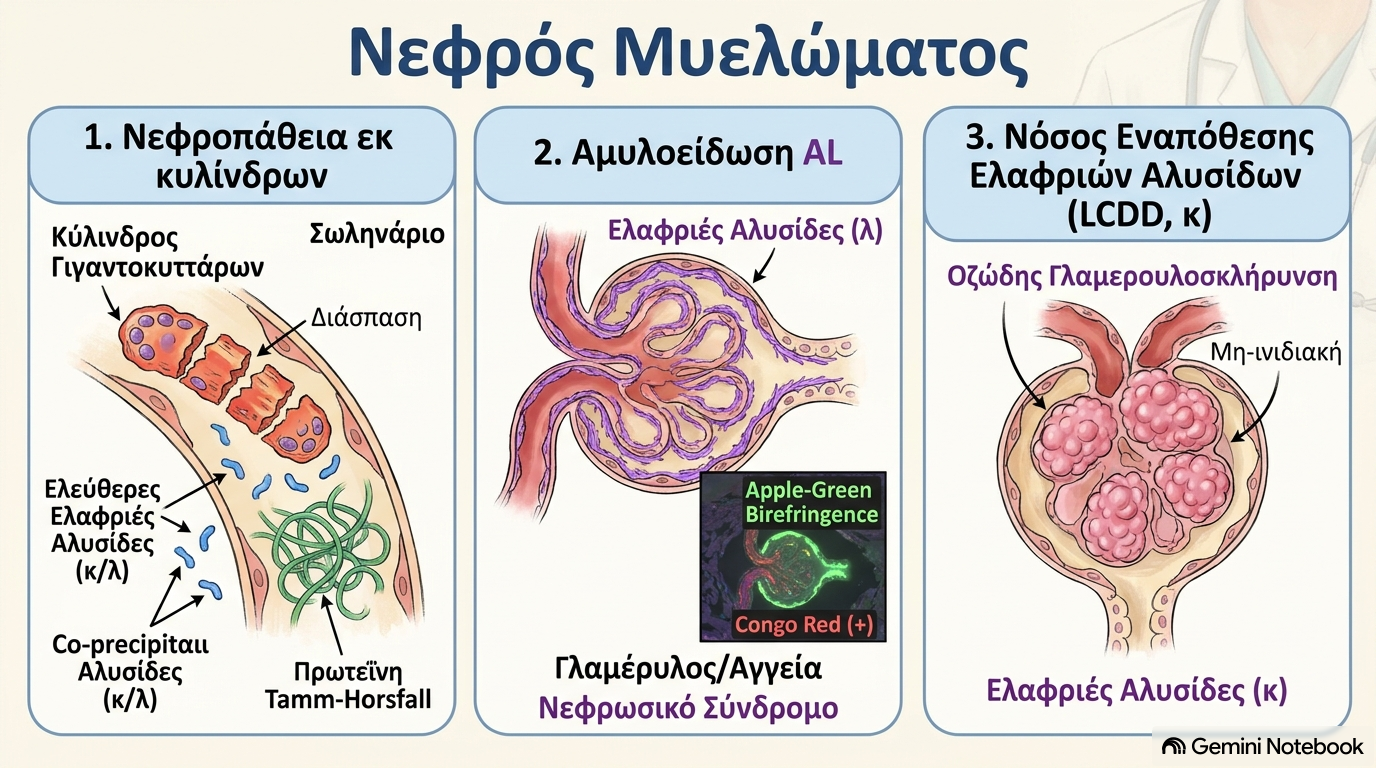 Νεφρός Μυελώματος
1. Νεφροπάθεια εκ
κυλίνδρων
Κύλινδρος
Γιγαντοκυττάρων
Σωληνάριο
Διάσπαση
Ελεύθερες
Ελαφριές
Αλυσίδες
(κ/λ)
Co-precipitaιι
Αλυσίδες
(κ/λ)
Πρωτεΐνη
Tamm-Horsfall
2. Αμυλοείδωση AL
Ελαφριές Αλυσίδες (λ)
Apple-Green
Birefringence
Congo Red (+)
Γλαμέρυλος/Αγγεία
Νεφρωσικό Σύνδρομο
3. Νόσος Εναπόθεσης
Ελαφριών Αλυσίδων
(LCDD, κ)
Οζώδης Γλαμερουλοσκλήρυνση
Μη-ινιδιακή
Ελαφριές Αλυσίδες (κ)
Gemini Notebook